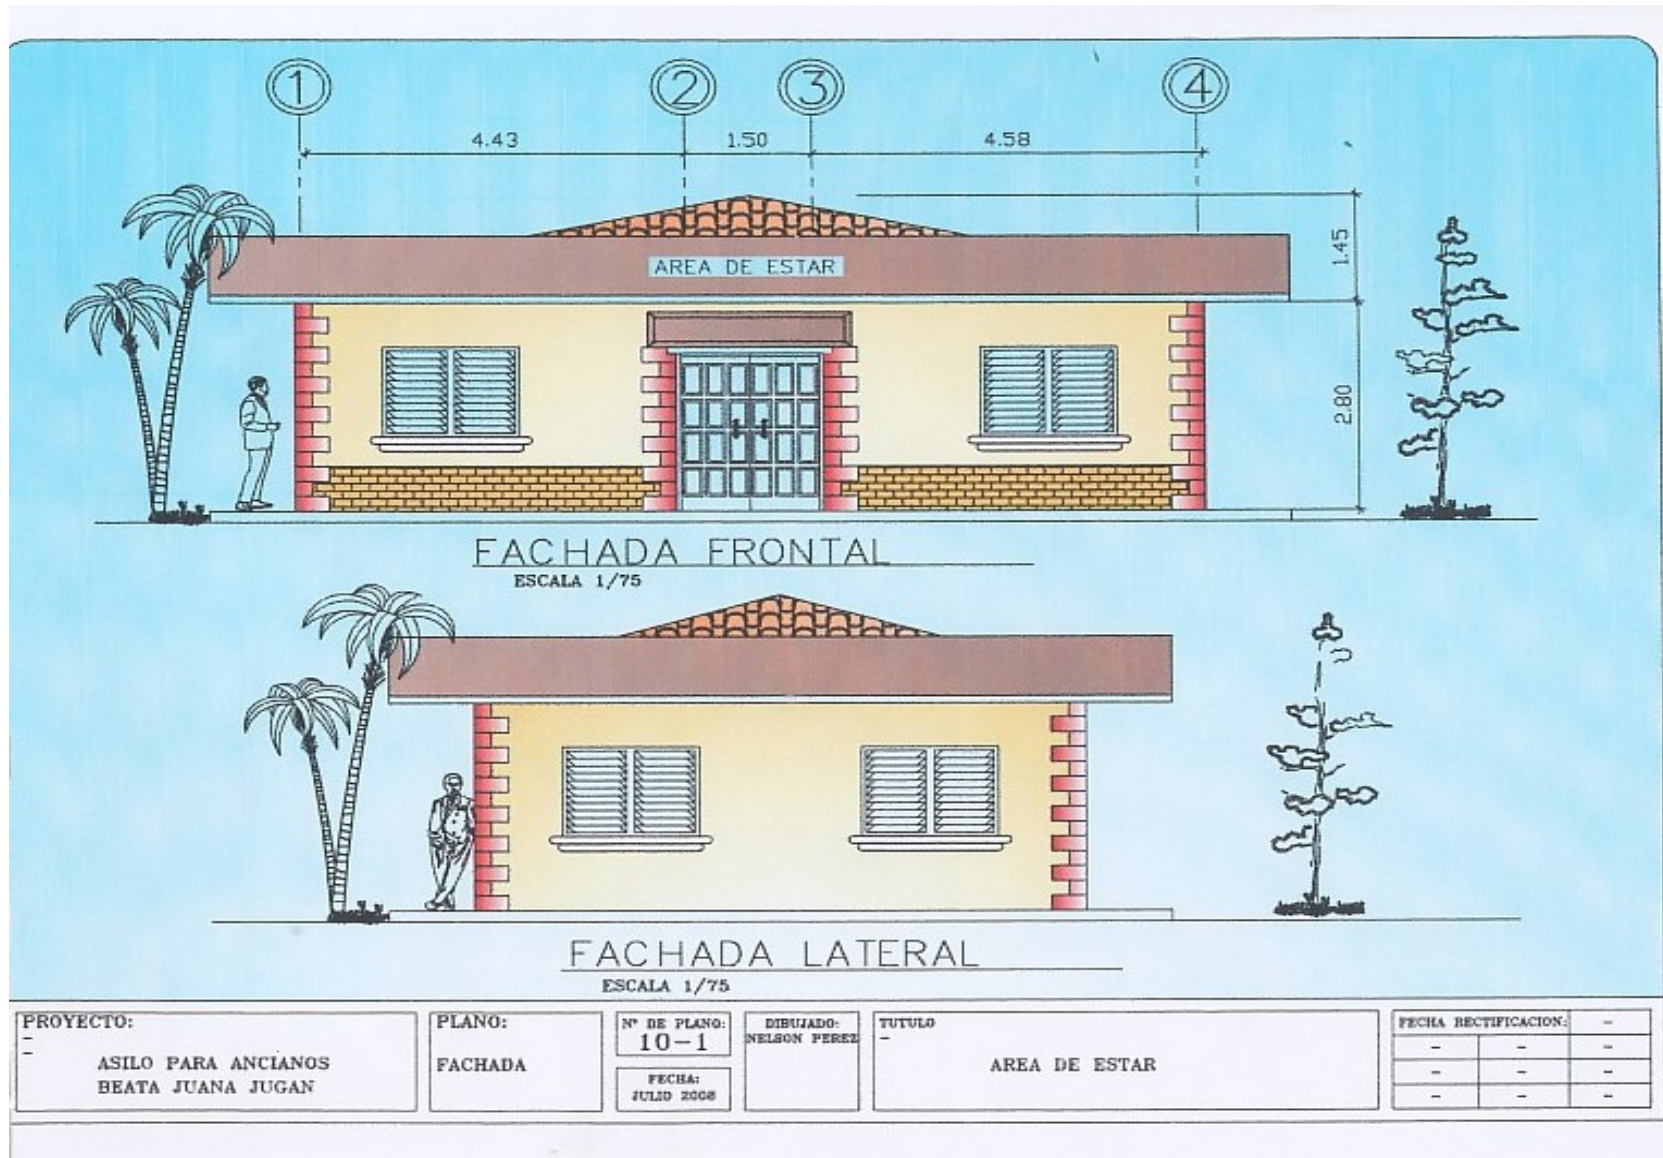 1 2 3 4
4.43 1.50 4.58
AREA DE ESTAR
1.45
2.80
FACHADA FRONTAL
ESCALA 1/75
FACHADA LATERAL
ESCALA 1/75
PROYECTO:
-
-
ASILO PARA ANCIANOS
BEATA JUANA JUGAN
PLANO:
FACHADA
Nº DE PLANO:
10-1
FECHA:
JULIO 2008
DIBUJADO:
NELSON PEREZ
TUTULO
-
AREA DE ESTAR
FECHA RECTIFICACION: -
- - -
- - -
- - -